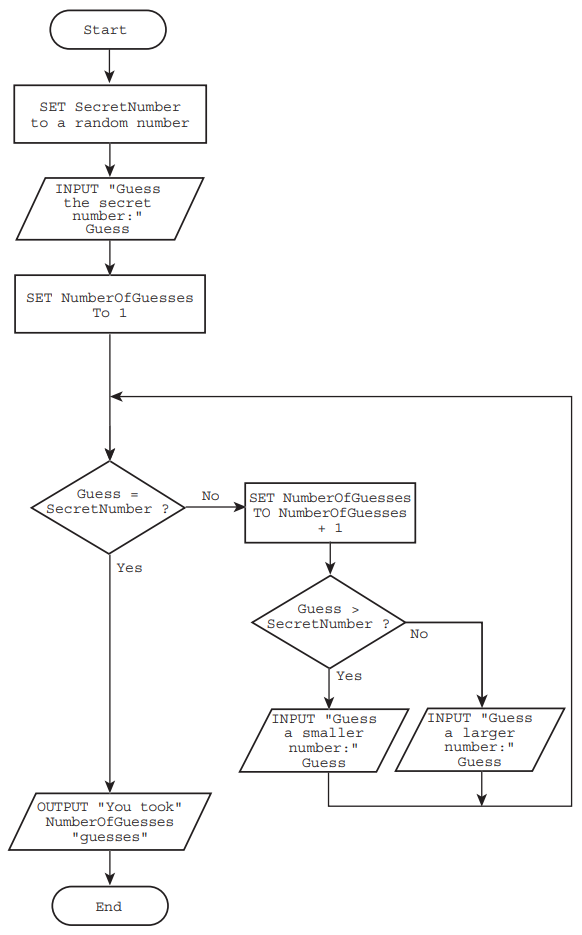 Start
SET SecretNumber
to a random number
INPUT "Guess
the secret
number:"
Guess
SET NumberOfGuesses
To 1
Guess =
SecretNumber ?
No
SET NumberOfGuesses
TO NumberOfGuesses
+ 1
Yes
Guess >
SecretNumber ?
No
Yes
INPUT "Guess
a smaller
number:"
Guess
INPUT "Guess
a larger
number:"
Guess
OUTPUT "You took"
NumberOfGuesses
"guesses"
End